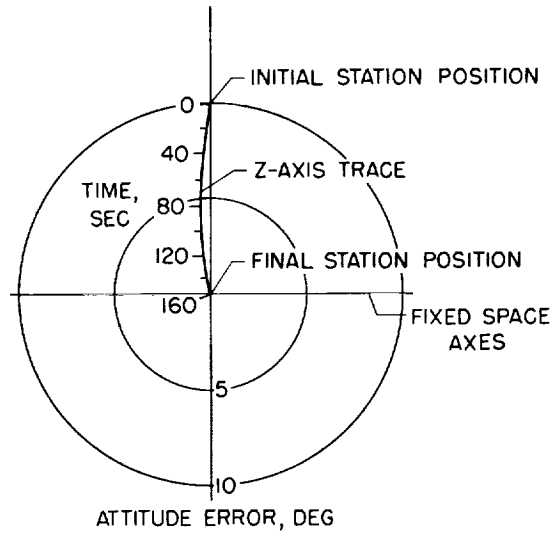 INITIAL STATION POSITION
0
40
Z-AXIS TRACE
TIME,
SEC
80
120
FINAL STATION POSITION
160
FIXED SPACE
AXES
5
10
ATTITUDE ERROR, DEG